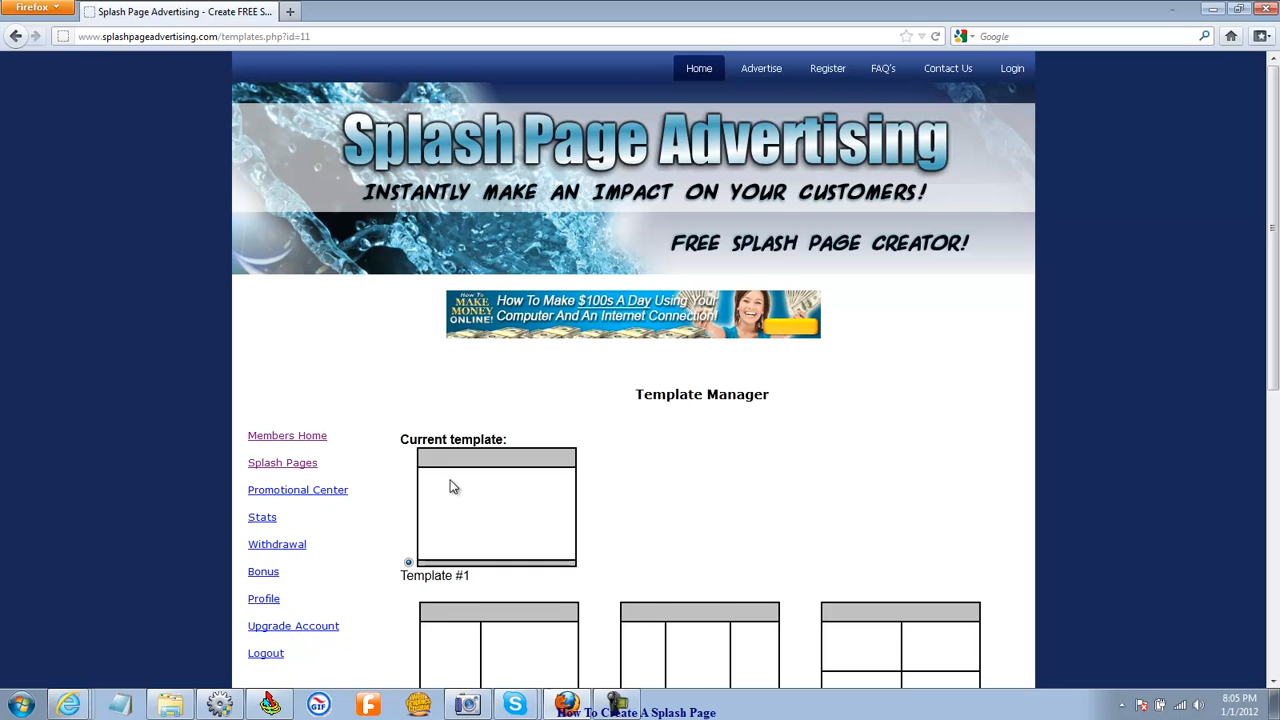 Firefox
Splash Page Advertising - Create FREE S...
www.splashpageadvertising.com/templates.php?id=11
Google
Home
Advertise
Register
FAQ's
Contact Us
Login
Splash Page Advertising
INSTANTLY MAKE AN IMPACT ON YOUR CUSTOMERS!
FREE SPLASH PAGE CREATOR!
How To
MAKE
MONEY
ONLINE!
How To Make $100s A Day Using Your
Computer And An Internet Connection!
Template Manager
Members Home
Splash Pages
Promotional Center
Stats
Withdrawal
Bonus
Profile
Upgrade Account
Logout
Current template:
Template #1
GIF
8:05 PM
1/1/2012
How To Create A Splash Page